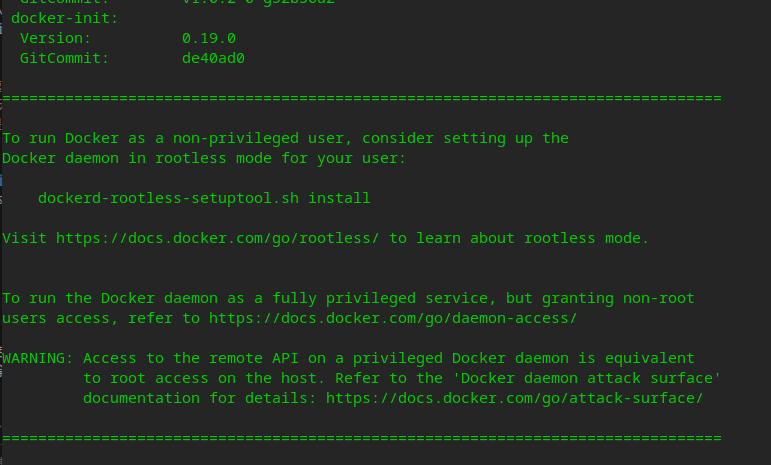 docker-init:
Version: 0.19.0
GitCommit: de40ad0
================================================================================
To run Docker as a non-privileged user, consider setting up the
Docker daemon in rootless mode for your user:
dockerd-rootless-setuptool.sh install
Visit https://docs.docker.com/go/rootless/ to learn about rootless mode.
To run the Docker daemon as a fully privileged service, but granting non-root
users access, refer to https://docs.docker.com/go/daemon-access/
WARNING: Access to the remote API on a privileged Docker daemon is equivalent
to root access on the host. Refer to the 'Docker daemon attack surface'
documentation for details: https://docs.docker.com/go/attack-surface/
================================================================================